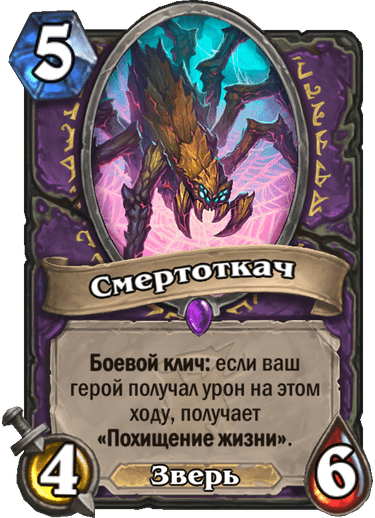 5
Смертоткач
Боевой клич: если ваш
герой получал урон на этом
ходу, получает
«Похищение жизни».
4
Зверь
6